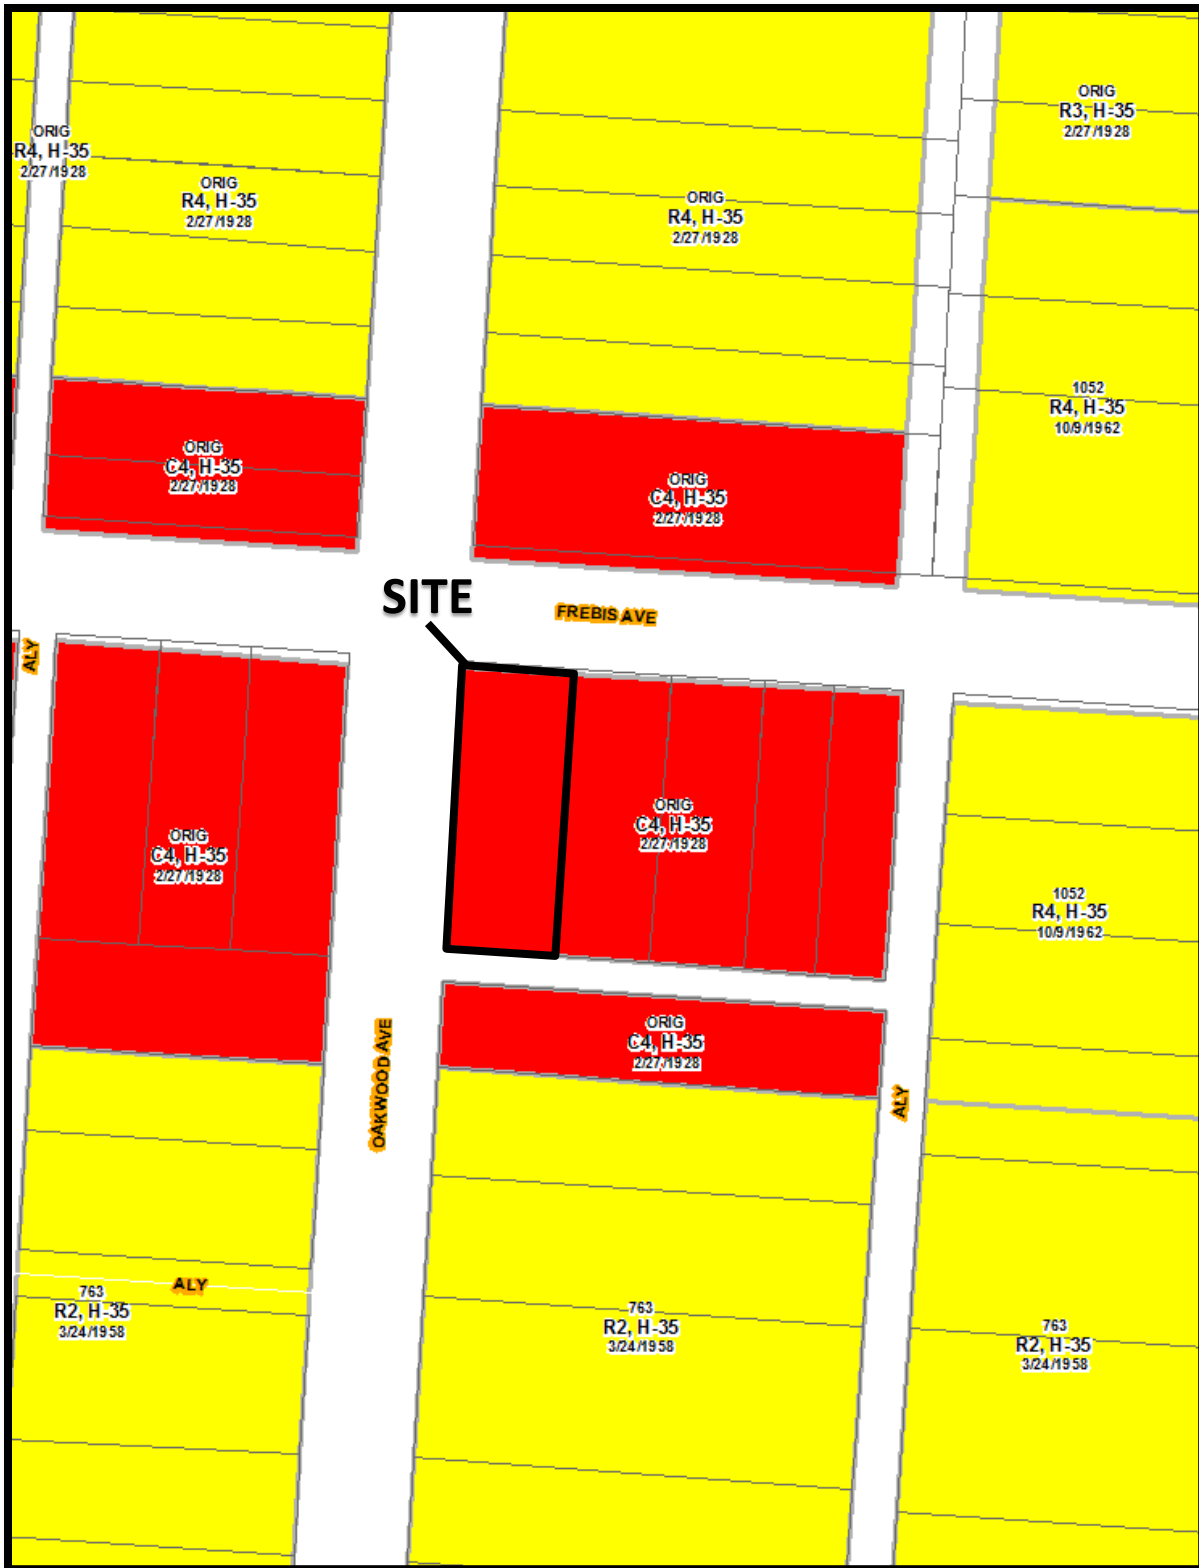 ORIG
R3, H-35
2/27/1928
ORIG
R4, H-35
2/27/1928
ORIG
R4, H-35
2/27/1928
ORIG
R4, H-35
2/27/1928
1052
R4, H-35
10/9/1962
ORIG
C4, H-35
2/27/1928
ORIG
C4, H-35
2/27/1928
SITE
FREBIS AVE
ALY
ORIG
C4, H-35
2/27/1928
ORIG
C4, H-35
2/27/1928
1052
R4, H-35
10/9/1962
ORIG
C4, H-35
2/27/1928
OAKWOOD AVE
ALY
ALY
763
R2, H-35
3/24/1958
763
R2, H-35
3/24/1958
763
R2, H-35
3/24/1958